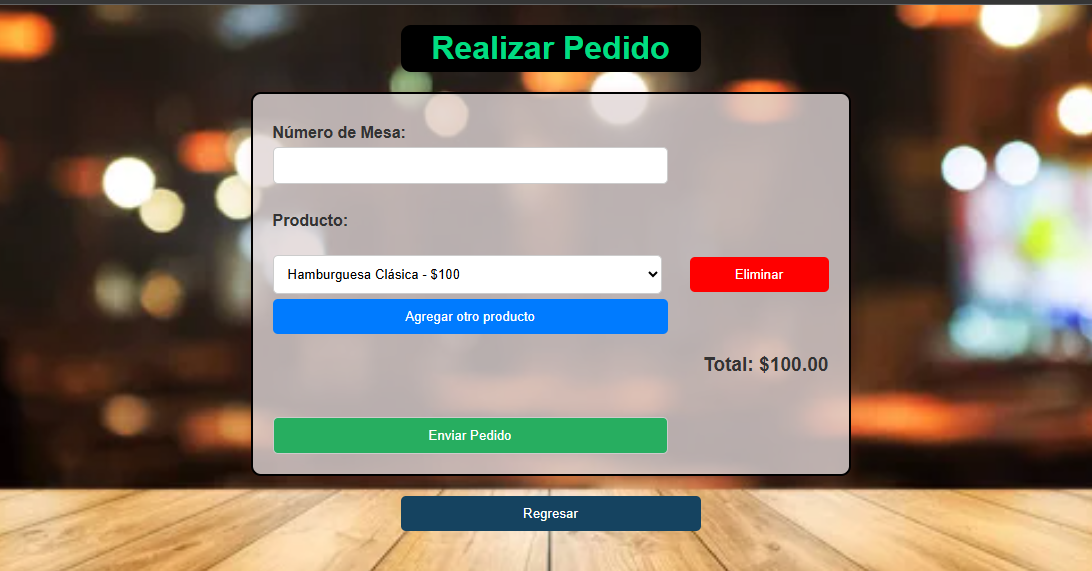 Realizar Pedido
Número de Mesa:
Producto:
Hamburguesa Clásica - $100
Eliminar
Agregar otro producto
Total: $100.00
Enviar Pedido
Regresar